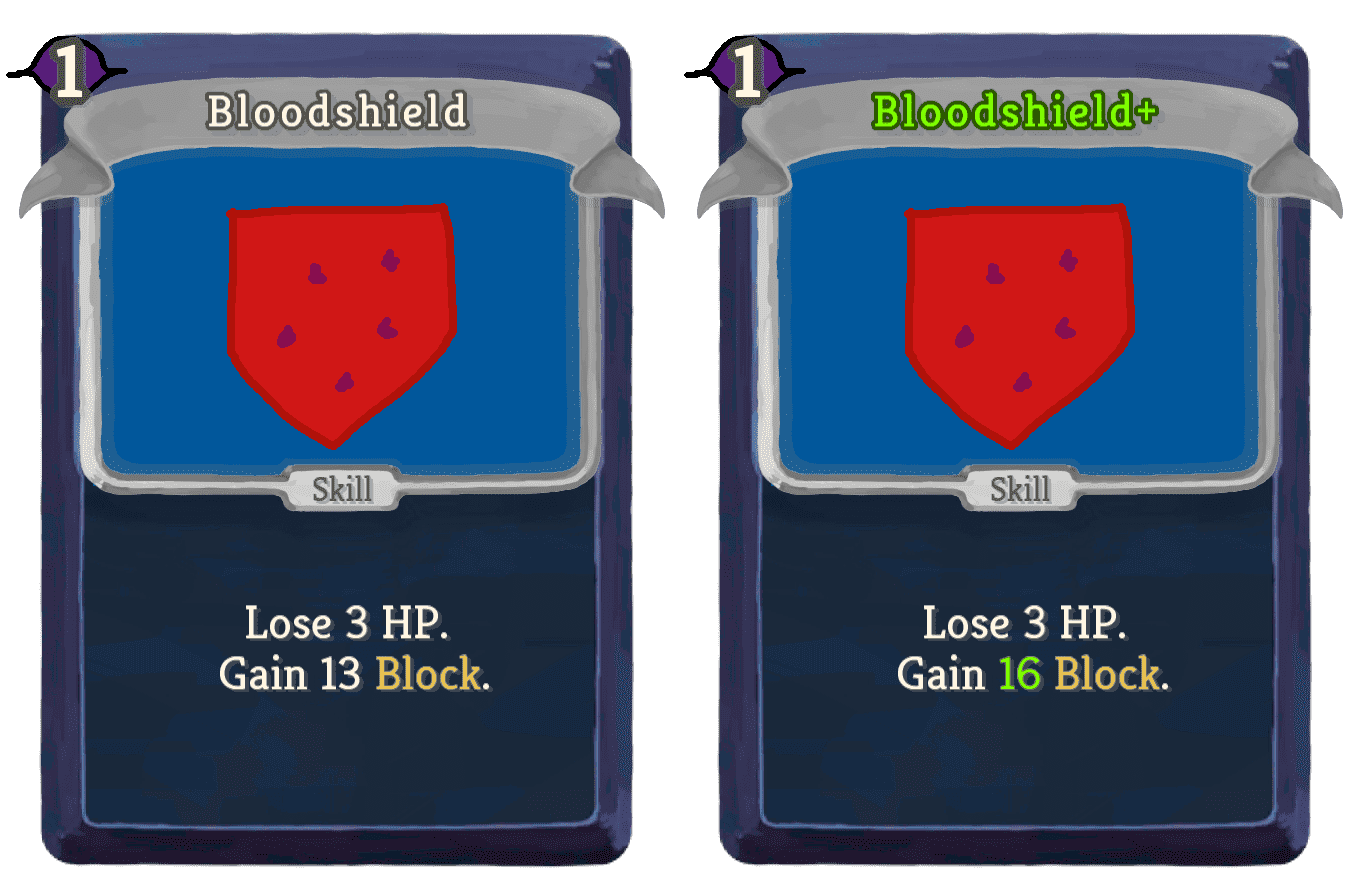 1
Bloodshield
Skill
Lose 3 HP.
Gain 13 Block.
1
Bloodshield+
Skill
Lose 3 HP.
Gain 16 Block.